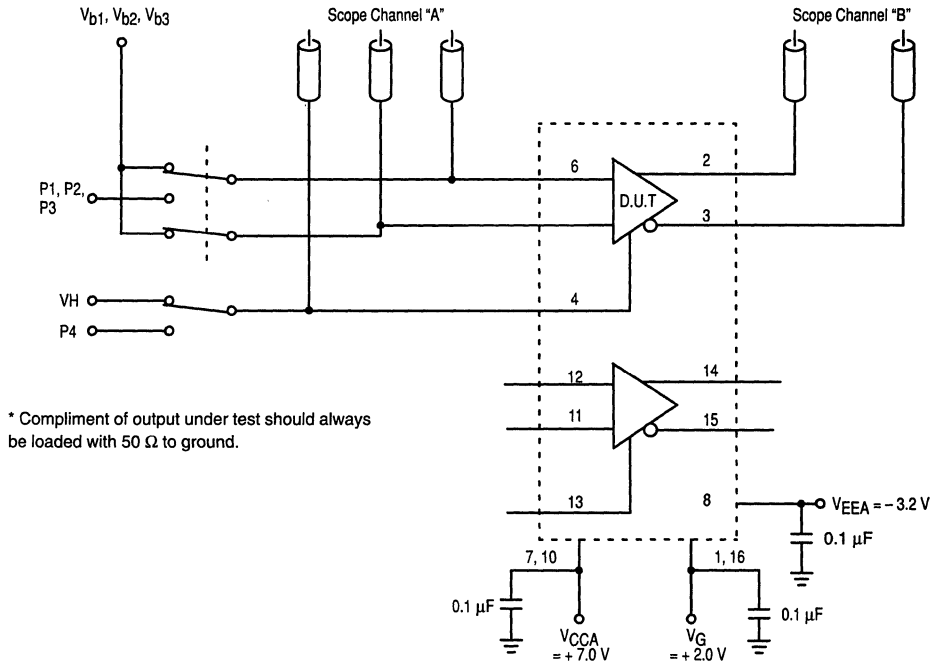 Vb1, Vb2, Vb3
Scope Channel "A"
Scope Channel "B"
6
2
P1, P2,
P3
D.U.T
3
VH
4
P4
12
14
* Compliment of output under test should always
be loaded with 50 Ω to ground.
11
15
13
8
VEEA = – 3.2 V
0.1 μF
7, 10
1, 16
0.1 μF
0.1 μF
VCCA
= + 7.0 V
VG
= + 2.0 V